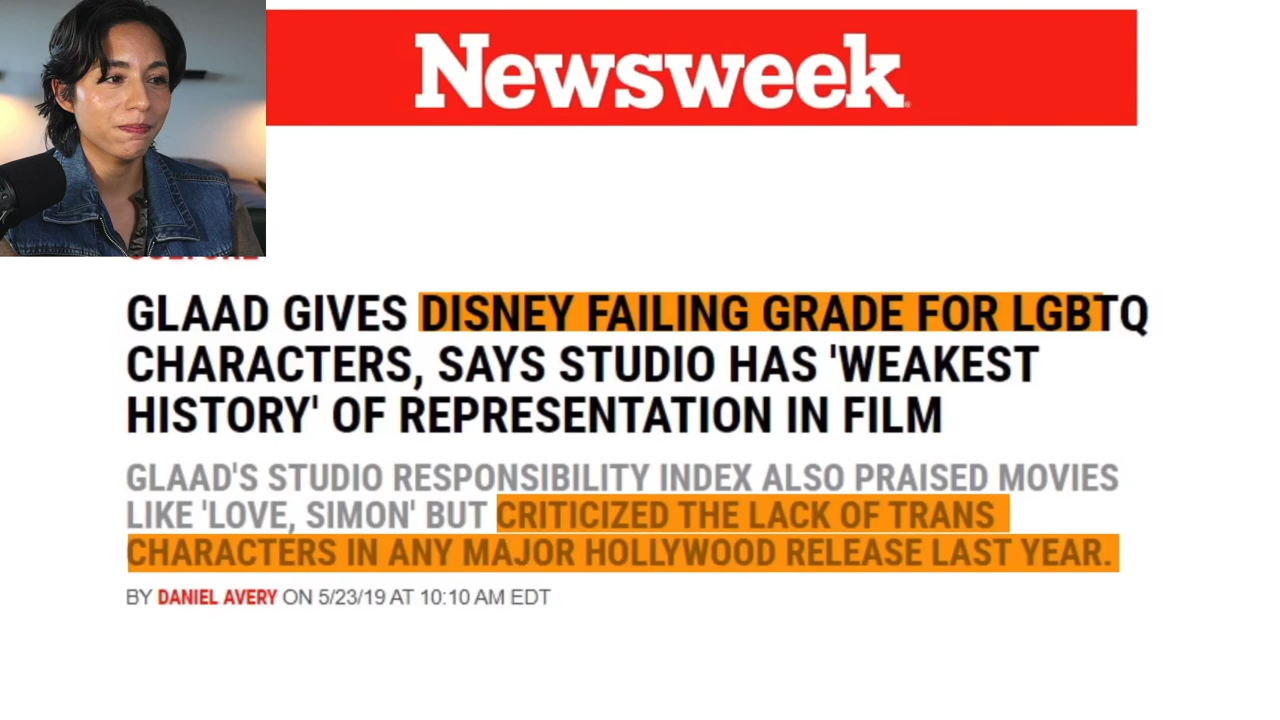 Newsweek
CULTURE
GLAAD GIVES DISNEY FAILING GRADE FOR LGBTQ
CHARACTERS, SAYS STUDIO HAS 'WEAKEST
HISTORY' OF REPRESENTATION IN FILM
GLAAD'S STUDIO RESPONSIBILITY INDEX ALSO PRAISED MOVIES
LIKE 'LOVE, SIMON' BUT CRITICIZED THE LACK OF TRANS
CHARACTERS IN ANY MAJOR HOLLYWOOD RELEASE LAST YEAR.
BY DANIEL AVERY ON 5/23/19 AT 10:10 AM EDT